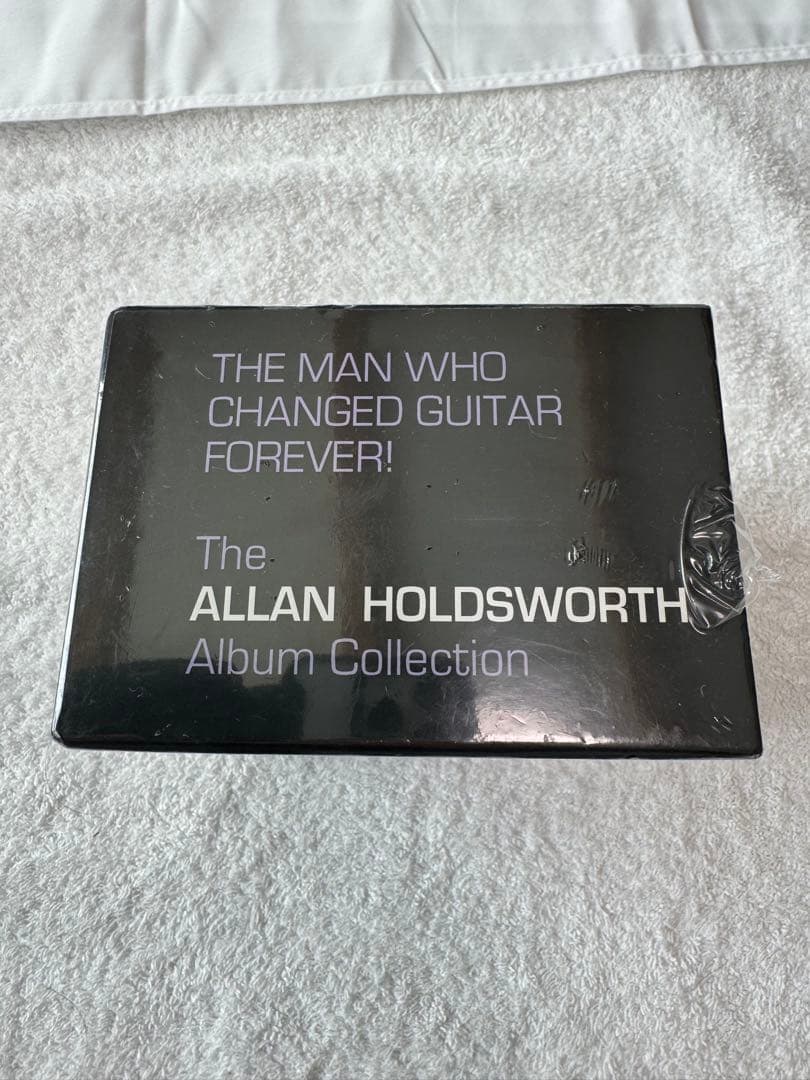 THE MAN WHO
CHANGED GUITAR
FOREVER!
The
ALLAN HOLDSWORTH
Album Collection